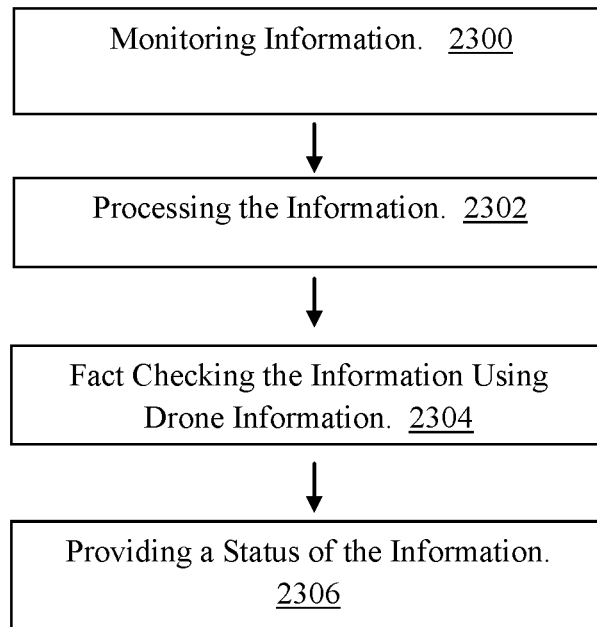 Monitoring Information. 2300
Processing the Information. 2302
Fact Checking the Information Using
Drone Information. 2304
Providing a Status of the Information.
2306